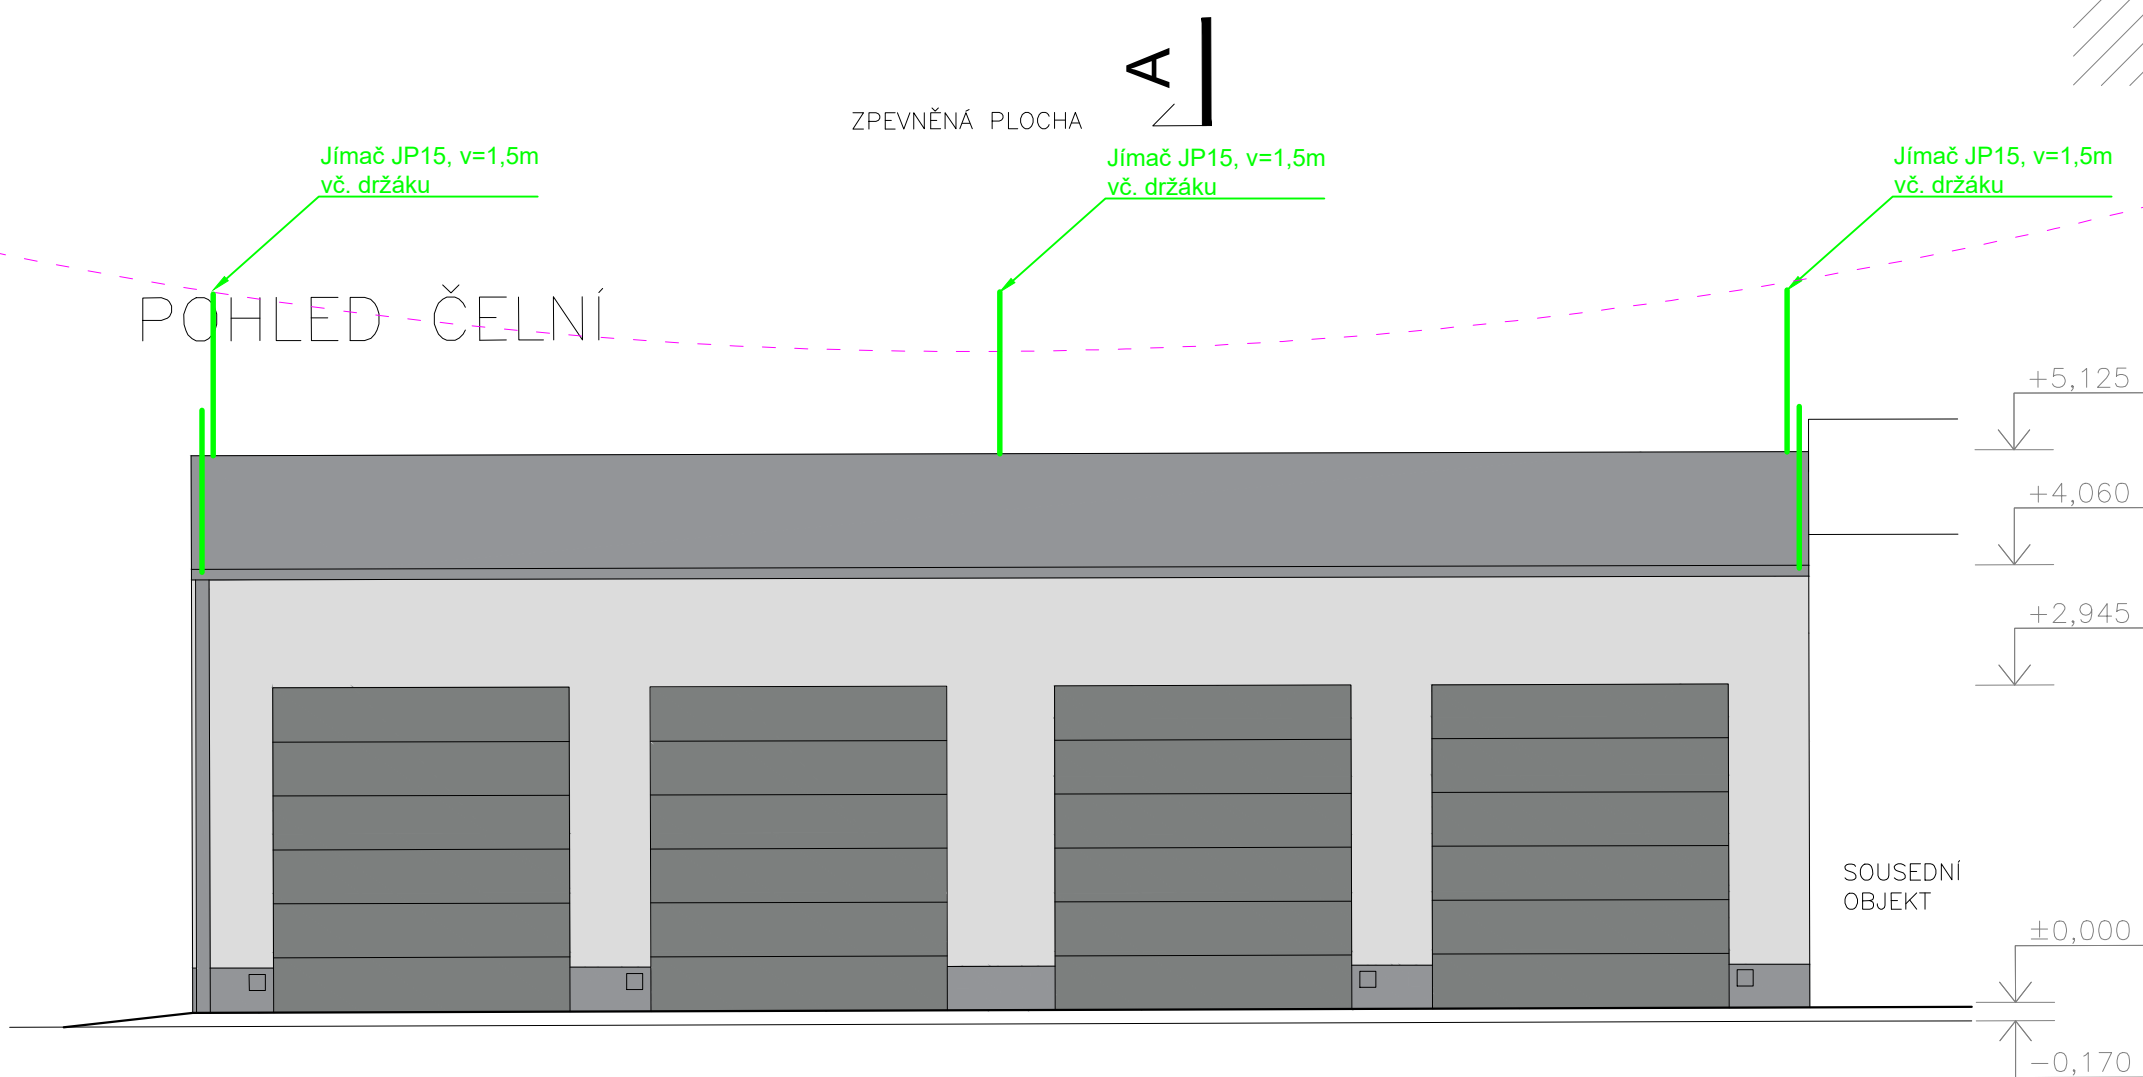 A
ZPEVNĚNÁ PLOCHA
Jímač JP15, v=1,5m
vč. držáku
Jímač JP15, v=1,5m
vč. držáku
Jímač JP15, v=1,5m
vč. držáku
POHLED ČELNÍ
+5,125
+4,060
+2,945
SOUSEDNÍ
OBJEKT
±0,000
−0,170